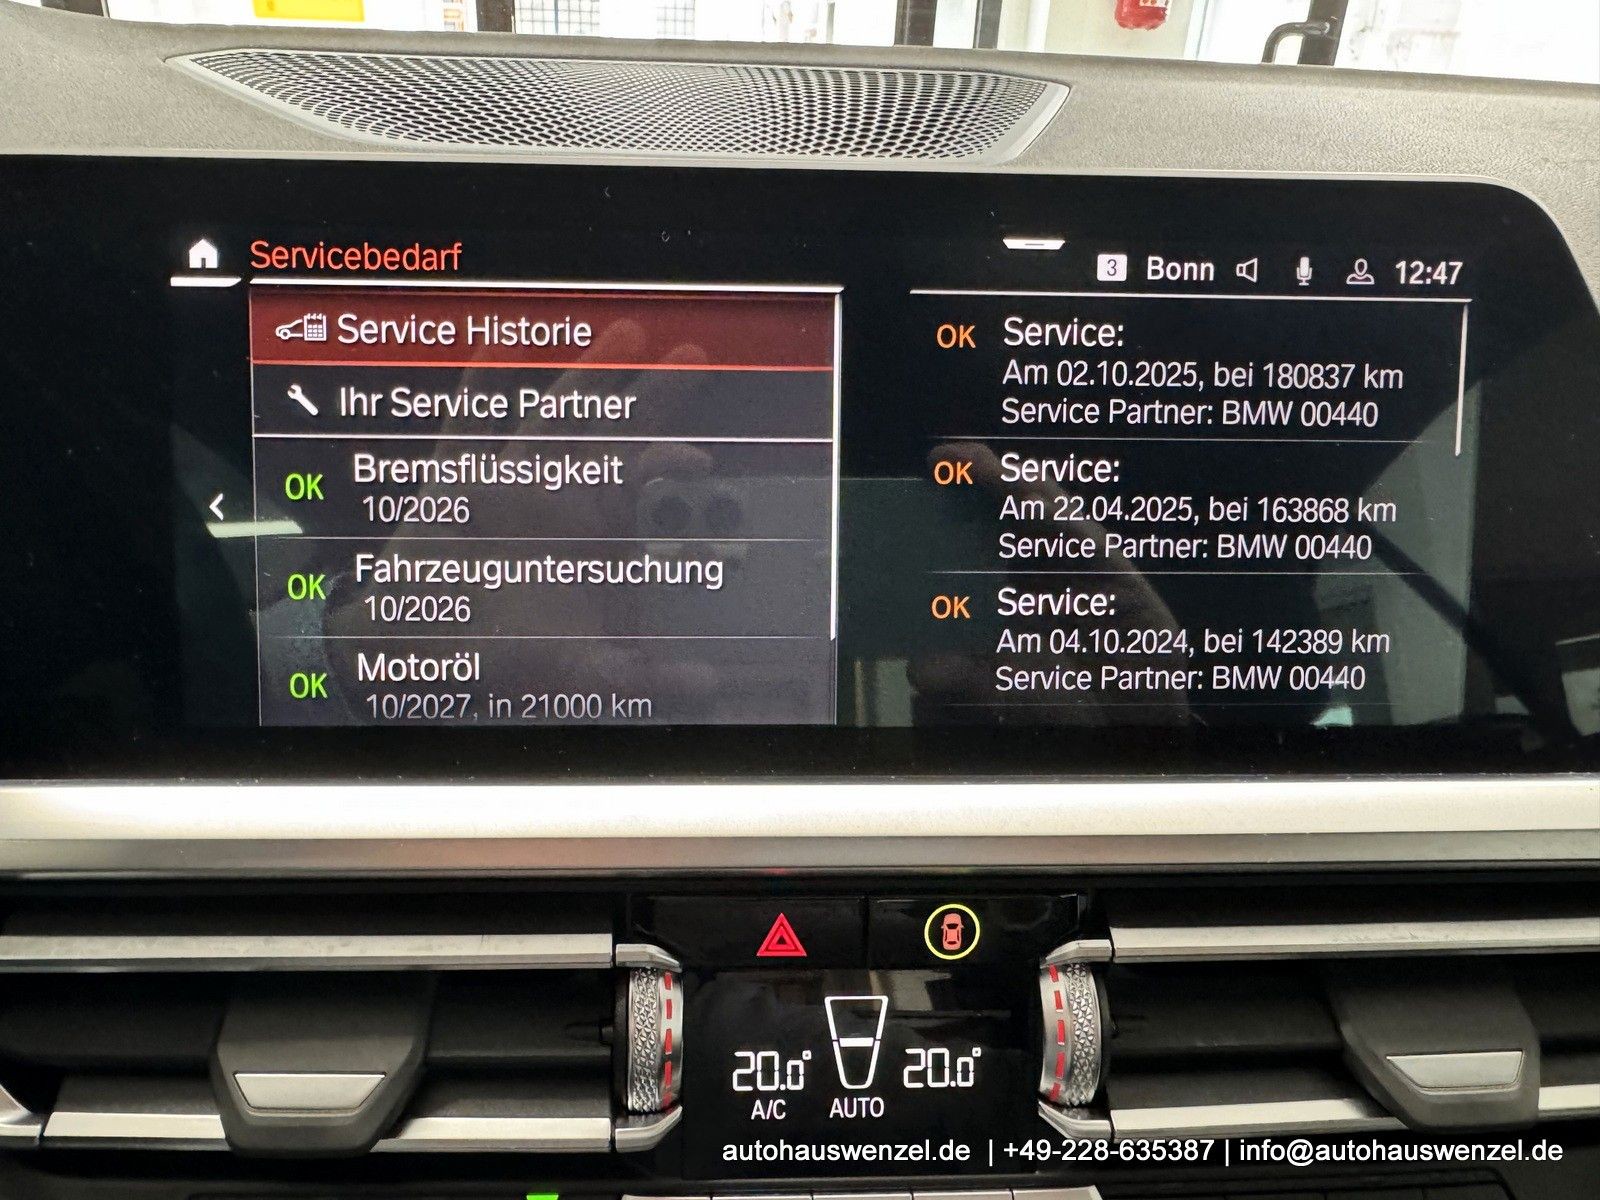 Servicebedarf
3 Bonn 12:47
Service Historie
Ihr Service Partner
OK Bremsflüssigkeit
10/2026
OK Fahrzeuguntersuchung
10/2026
OK Motoröl
10/2027, in 21000 km
OK Service:
Am 02.10.2025, bei 180837 km
Service Partner: BMW 00440
OK Service:
Am 22.04.2025, bei 163868 km
Service Partner: BMW 00440
OK Service:
Am 04.10.2024, bei 142389 km
Service Partner: BMW 00440
20.0° 20.0°
A/C AUTO
autohauswenzel.de | +49-228-635387 | info@autohauswenzel.de